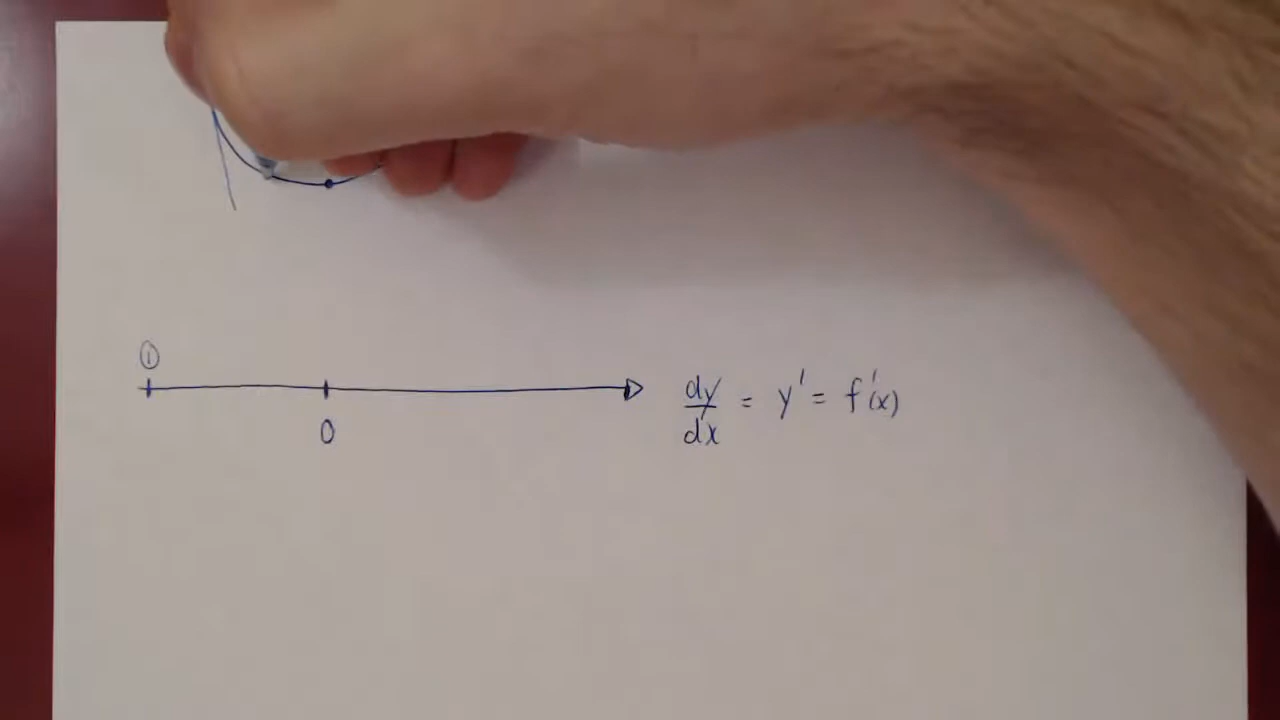 ①
0
dy/dx = y' = f'(x)